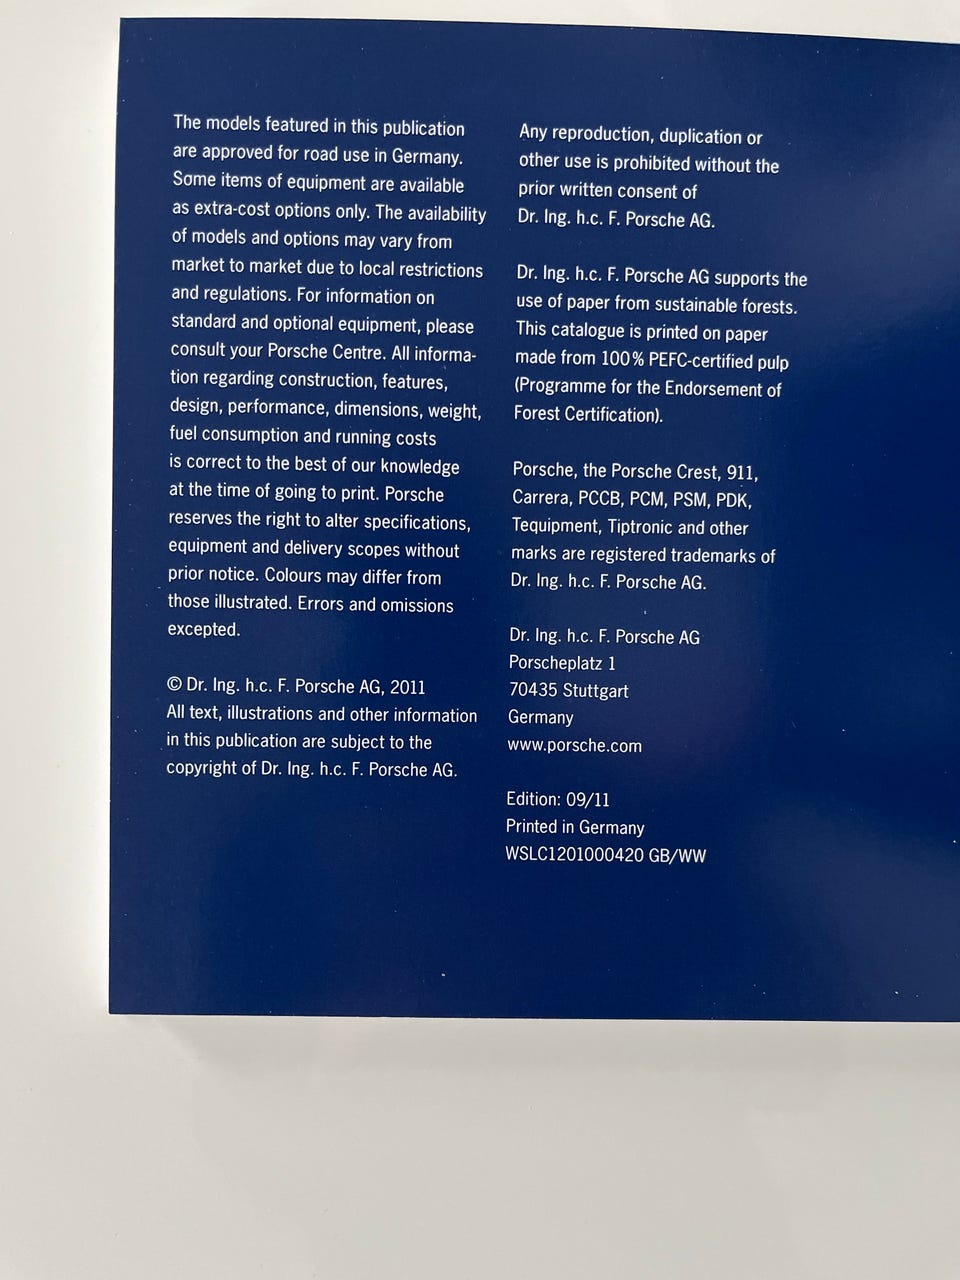 The models featured in this publication
are approved for road use in Germany.
Some items of equipment are available
as extra-cost options only. The availability
of models and options may vary from
market to market due to local restrictions
and regulations. For information on
standard and optional equipment, please
consult your Porsche Centre. All informa-
tion regarding construction, features,
design, performance, dimensions, weight,
fuel consumption and running costs
is correct to the best of our knowledge
at the time of going to print. Porsche
reserves the right to alter specifications,
equipment and delivery scopes without
prior notice. Colours may differ from
those illustrated. Errors and omissions
excepted.
© Dr. Ing. h.c. F. Porsche AG, 2011
All text, illustrations and other information
in this publication are subject to the
copyright of Dr. Ing. h.c. F. Porsche AG.
Any reproduction, duplication or
other use is prohibited without the
prior written consent of
Dr. Ing. h.c. F. Porsche AG.
Dr. Ing. h.c. F. Porsche AG supports the
use of paper from sustainable forests.
This catalogue is printed on paper
made from 100% PEFC-certified pulp
(Programme for the Endorsement of
Forest Certification).
Porsche, the Porsche Crest, 911,
Carrera, PCCB, PCM, PSM, PDK,
Tequipment, Tiptronic and other
marks are registered trademarks of
Dr. Ing. h.c. F. Porsche AG.
Dr. Ing. h.c. F. Porsche AG
Porscheplatz 1
70435 Stuttgart
Germany
www.porsche.com
Edition: 09/11
Printed in Germany
WSLC1201000420 GB/WW